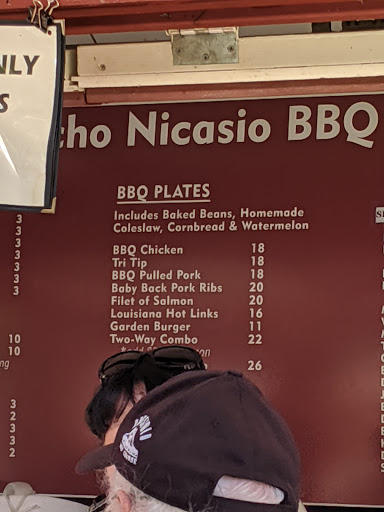 NLY
S
cho Nicasio BBQ
BBQ PLATES
Includes Baked Beans, Homemade
Coleslaw, Cornbread & Watermelon
BBQ Chicken 18
Tri Tip 18
BBQ Pulled Pork 18
Baby Back Pork Ribs 20
Filet of Salmon 20
Louisiana Hot Links 16
Garden Burger 11
Two-Way Combo 22
26
3
3
3
3
3
3
3
10
10
ng
3
2
3
3
2